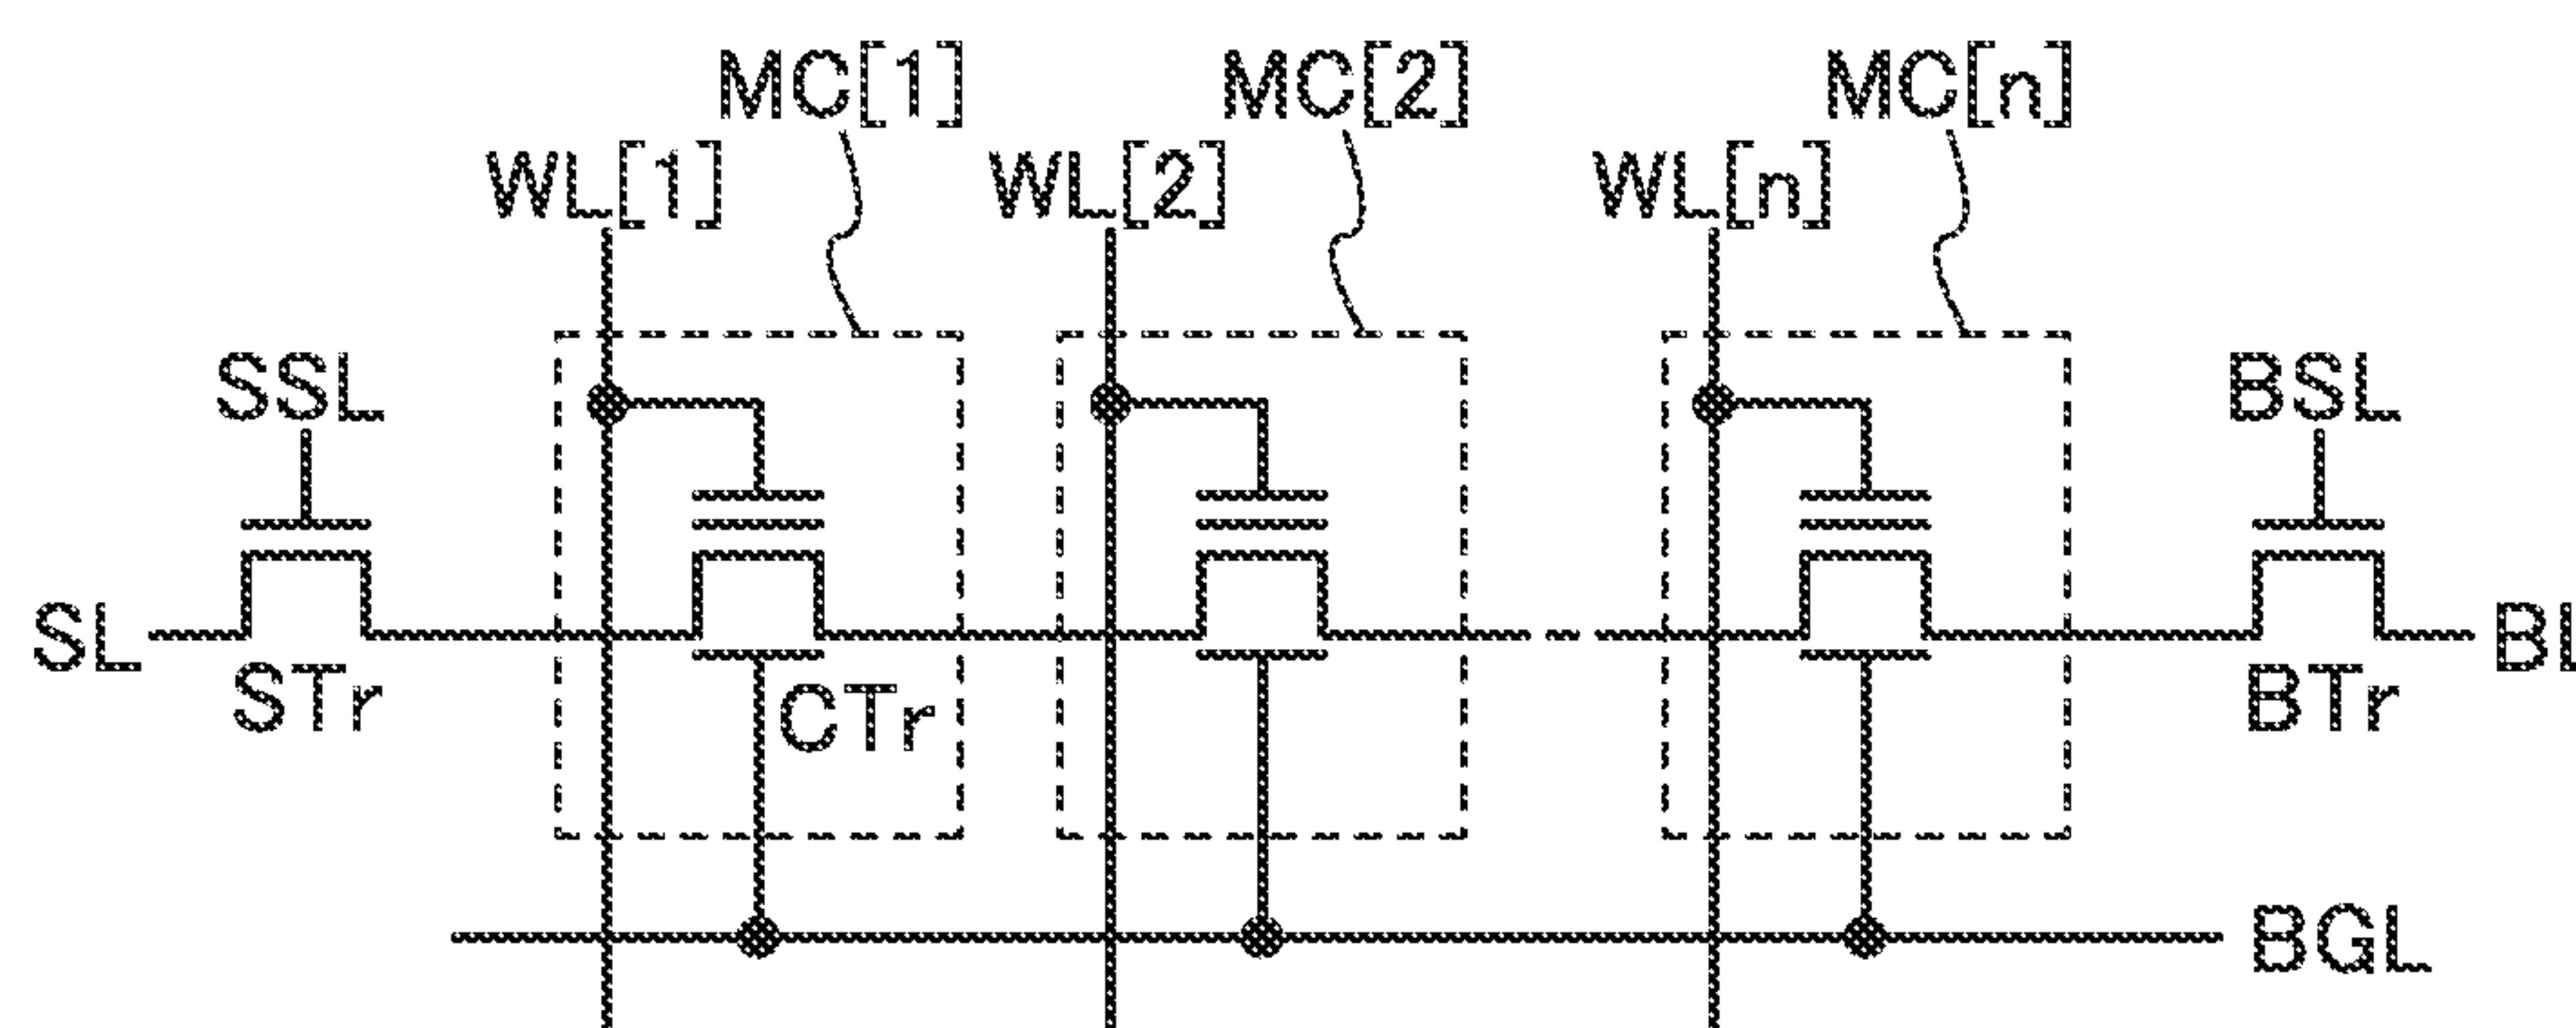 MC[1] MC[2] MC[n]
WL[1] WL[2] WL[n]
SSL BSL
SL BL
STr CTr BTr
BGL